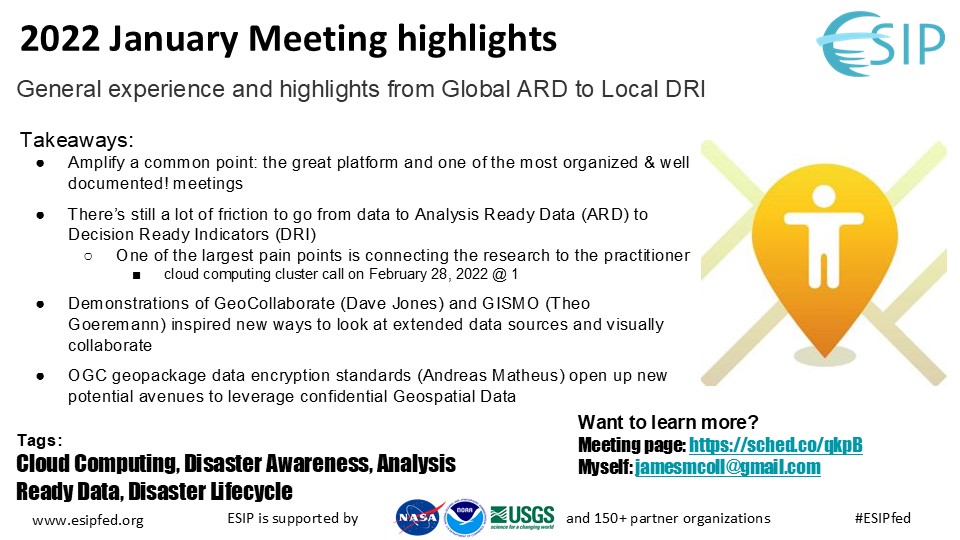 2022 January Meeting highlights
ESIP
General experience and highlights from Global ARD to Local DRI
Takeaways:
● Amplify a common point: the great platform and one of the most organized & well
documented! meetings
● There's still a lot of friction to go from data to Analysis Ready Data (ARD) to
Decision Ready Indicators (DRI)
○ One of the largest pain points is connecting the research to the practitioner
■ cloud computing cluster call on February 28, 2022 @ 1
● Demonstrations of GeoCollaborate (Dave Jones) and GISMO (Theo
Goeremann) inspired new ways to look at extended data sources and visually
collaborate
● OGC geopackage data encryption standards (Andreas Matheus) open up new
potential avenues to leverage confidential Geospatial Data
Want to learn more?
Meeting page: https://sched.co/qkpB
Myself: jamesmcoll@gmail.com
Tags:
Cloud Computing, Disaster Awareness, Analysis
Ready Data, Disaster Lifecycle
www.esipfed.org
ESIP is supported by
NASA
NOAA
USGS
science for a changing world
and 150+ partner organizations
#ESIPfed